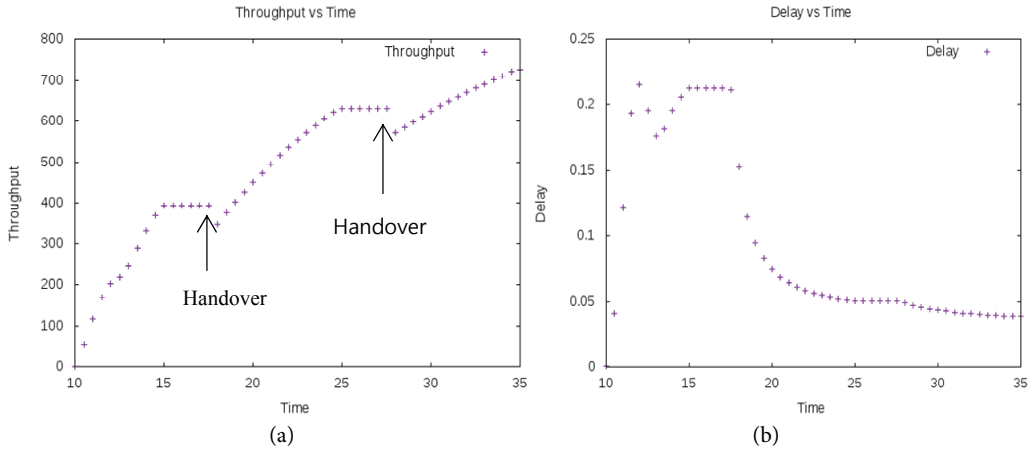 Throughput vs Time
800
700
600
500
400
300
200
100
0
Throughput
Throughput
Handover
Handover
10 15 20 25 30 35
Time
(a)
Delay vs Time
0.25
0.2
0.15
0.1
0.05
0
Delay
Delay
10 15 20 25 30 35
Time
(b)